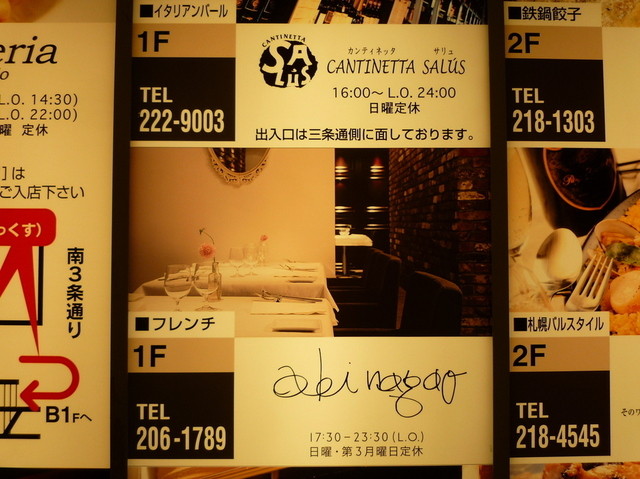 eria
o
L.O. 14:30)
L.O. 22:00)
曜 定休
］は
ご入店下さい
っくす）
南3条通り
B1Fへ
■イタリアンバール
1F
TEL
222-9003
CANTINETTA
SALÚS
カンティネッタ サリュ
CANTINETTA SALÚS
16:00〜 L.O. 24:00
日曜定休
出入口は三条通側に面しております。
■フレンチ
1F
TEL
206-1789
aki nagao
17:30−23:30(L.O.)
日曜・第3月曜日定休
■鉄鍋餃子
2F
TEL
218-1303
■札幌バルスタイル
2F
TEL
218-4545
その